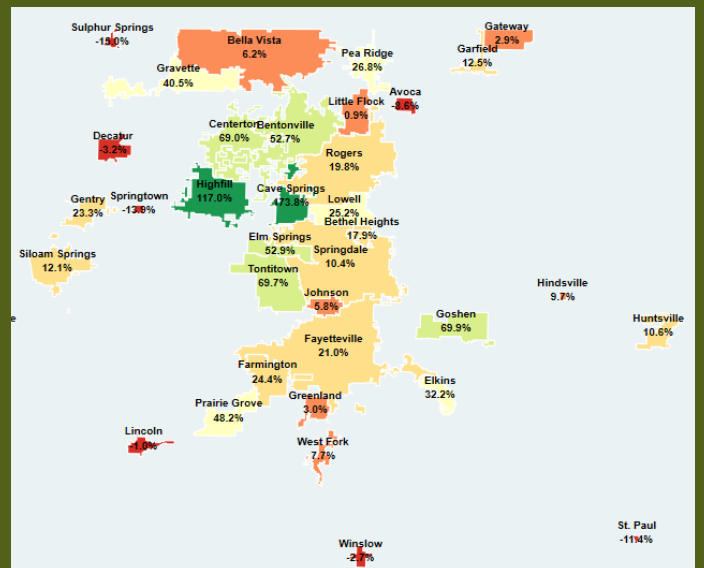 Sulphur Springs
-15.0%
Bella Vista
6.2%
Gateway
2.9%
Garfield
12.5%
Pea Ridge
26.8%
Gravette
40.5%
Avoca
-8.6%
Little Flock
0.9%
Centerton
69.0%
Bentonville
52.7%
Decatur
-3.2%
Rogers
19.8%
Highfill
117.0%
Cave Springs
173.8%
Gentry
23.3%
Springtown
Lowell
25.2%
Bethel Heights
17.9%
Elm Springs
52.9%
Springdale
10.4%
Siloam Springs
12.1%
Tontitown
69.7%
Hindsville
9.7%
Johnson
5.8%
Goshen
69.9%
Huntsville
10.6%
e
Fayetteville
21.0%
Farmington
24.4%
Elkins
32.2%
Greenland
3.0%
Prairie Grove
48.2%
Lincoln
-1.6%
West Fork
7.7%
St. Paul
-11.4%
Winslow
-2.7%